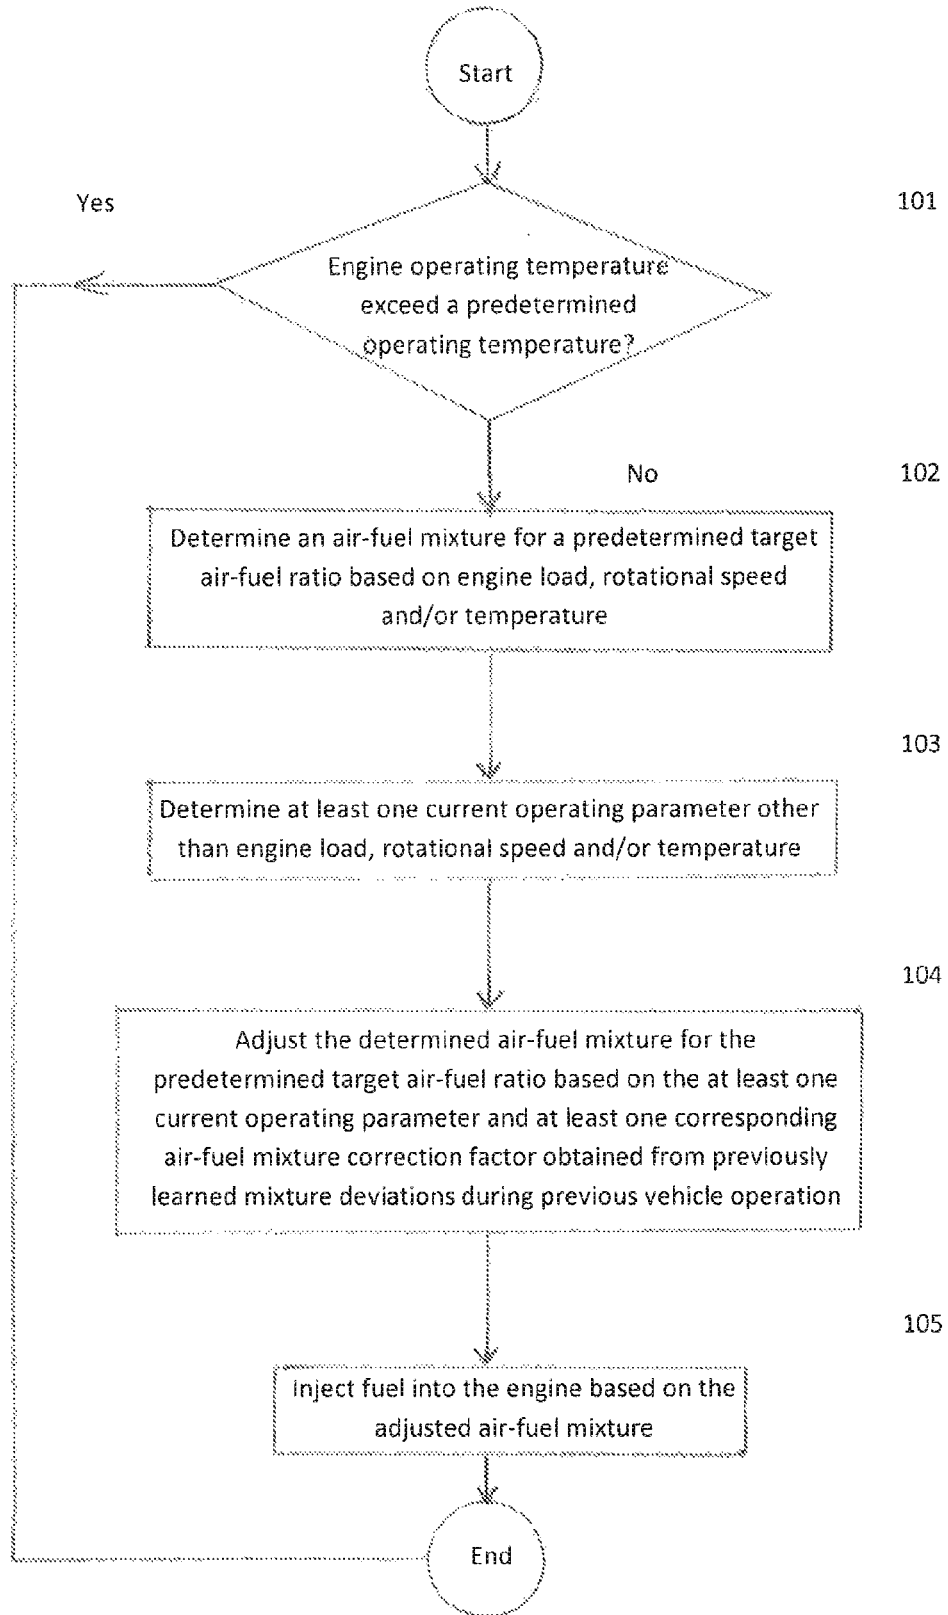 Start
Yes
101
Engine operating temperature
exceed a predetermined
operating temperature?
No
102
Determine an air-fuel mixture for a predetermined target
air-fuel ratio based on engine load, rotational speed
and/or temperature
103
Determine at least one current operating parameter other
than engine load, rotational speed and/or temperature
104
Adjust the determined air-fuel mixture for the
predetermined target air-fuel ratio based on the at least one
current operating parameter and at least one corresponding
air-fuel mixture correction factor obtained from previously
learned mixture deviations during previous vehicle operation
105
Inject fuel into the engine based on the
adjusted air-fuel mixture
End